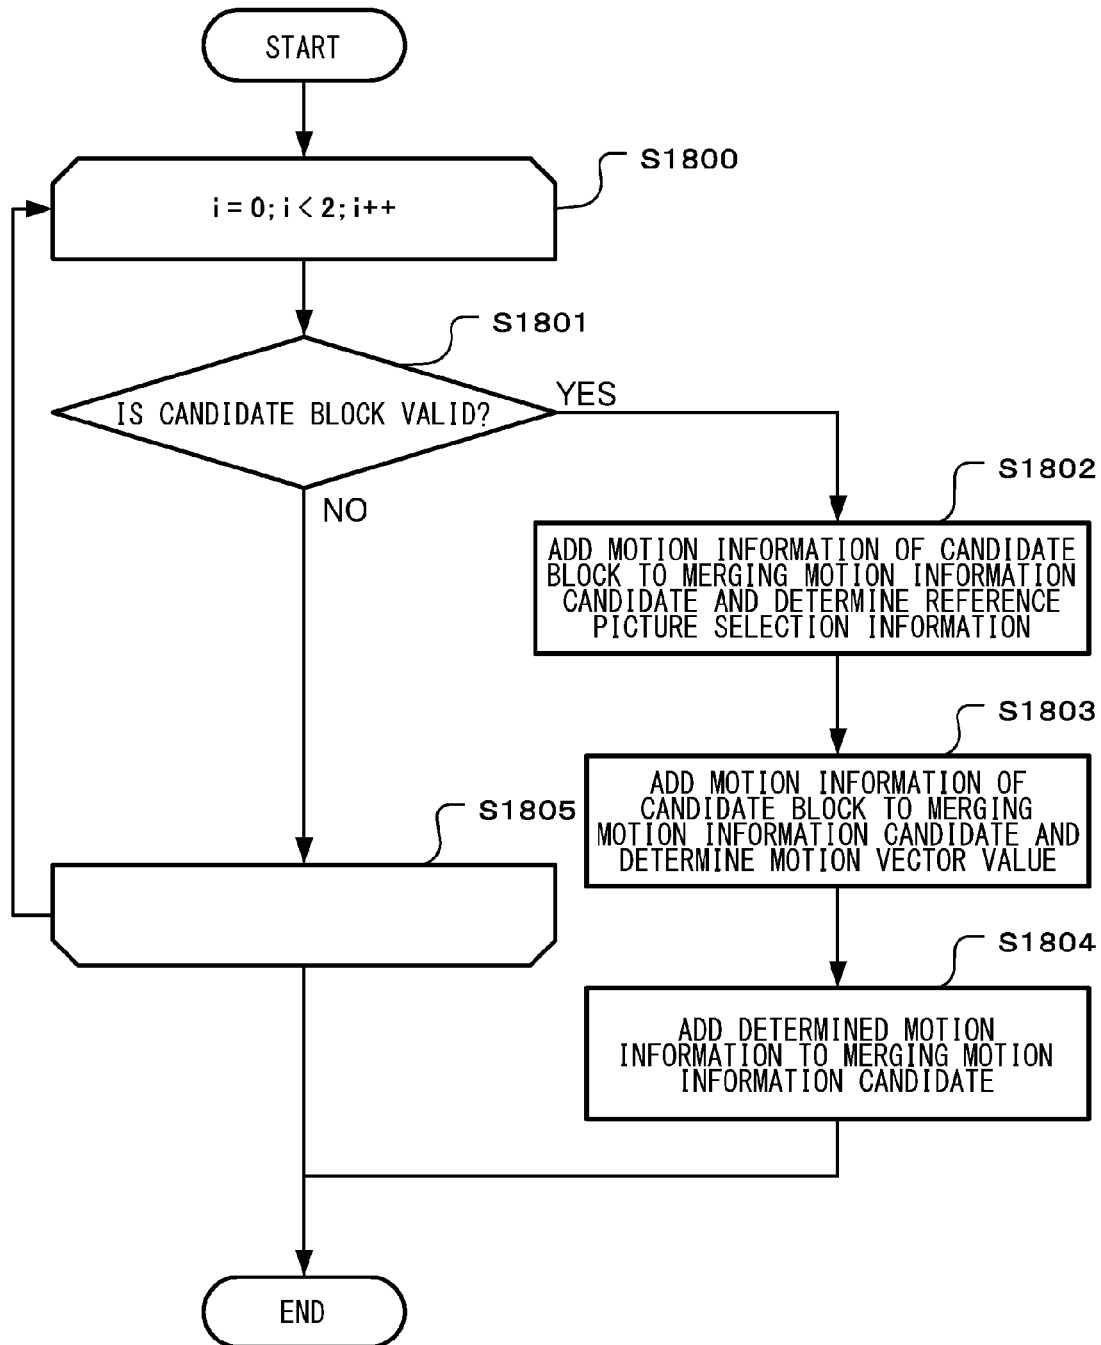 START
S1800
i=0;i<2;i++
S1801
IS CANDIDATE BLOCK VALID?
YES
NO
S1802
ADD MOTION INFORMATION OF CANDIDATE
BLOCK TO MERGING MOTION INFORMATION
CANDIDATE AND DETERMINE REFERENCE
PICTURE SELECTION INFORMATION
S1803
ADD MOTION INFORMATION OF
CANDIDATE BLOCK TO MERGING
MOTION INFORMATION CANDIDATE AND
DETERMINE MOTION VECTOR VALUE
S1805
S1804
ADD DETERMINED MOTION
INFORMATION TO MERGING MOTION
INFORMATION CANDIDATE
END